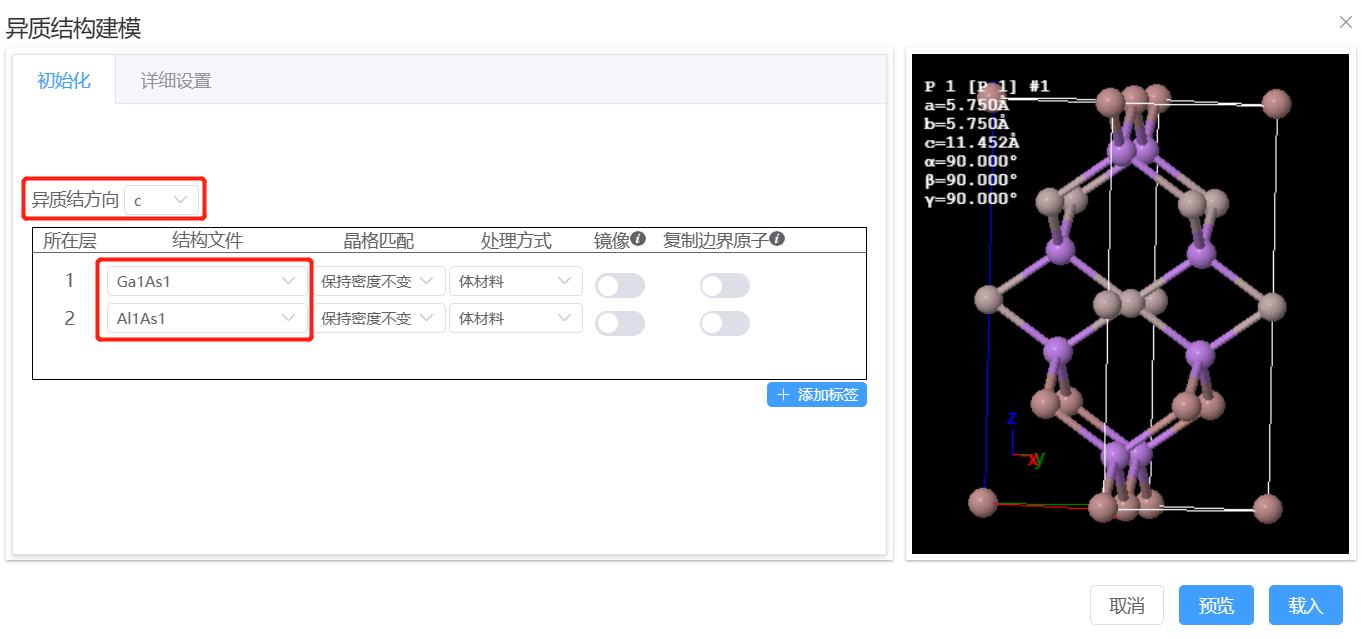 异质结构建模
初始化 详细设置
异质结方向 c
所在层 结构文件 晶格匹配 处理方式 镜像 复制边界原子
1 Ga1As1 保持密度不变 体材料
2 Al1As1 保持密度不变 体材料
添加标签
P 1 [P 1] #1
a=5.750Å
b=5.750Å
c=11.452Å
α=90.000°
β=90.000°
γ=90.000°
z
x y
取消 预览 载入